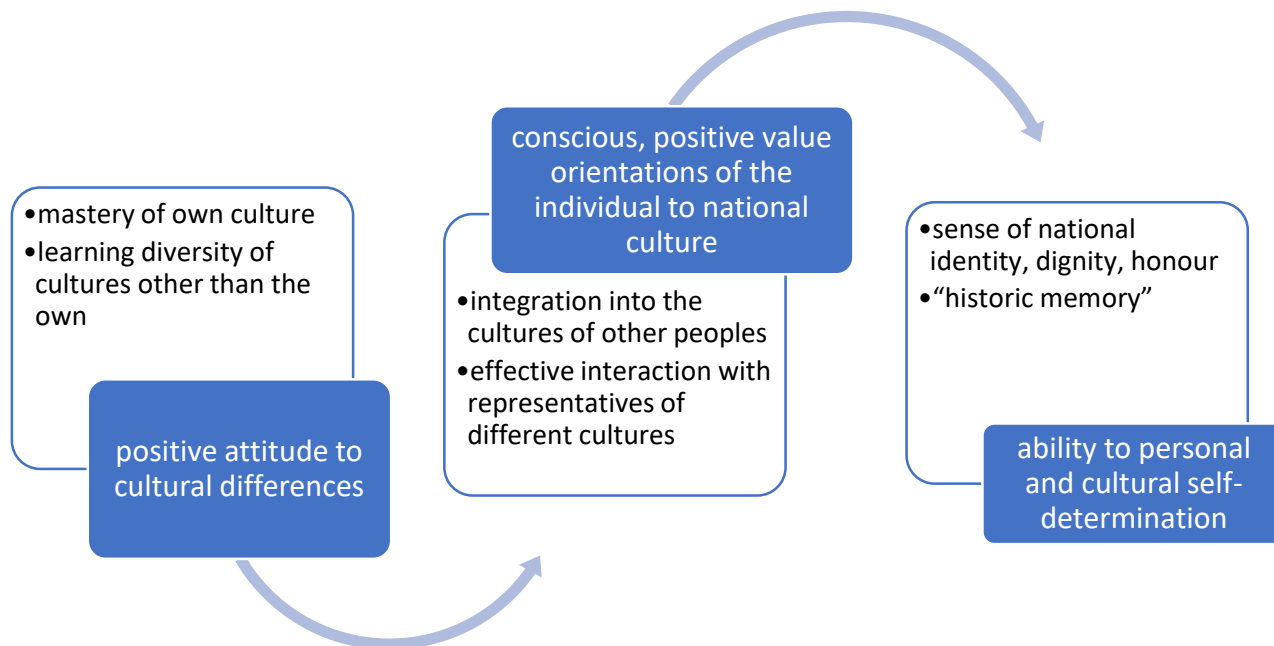 •mastery of own culture
•learning diversity of
cultures other than the
own
positive attitude to
cultural differences
conscious, positive value
orientations of the
individual to national
culture
•integration into the
cultures of other peoples
•effective interaction with
representatives of
different cultures
•sense of national
identity, dignity, honour
•“historic memory”
ability to personal
and cultural self-
determination